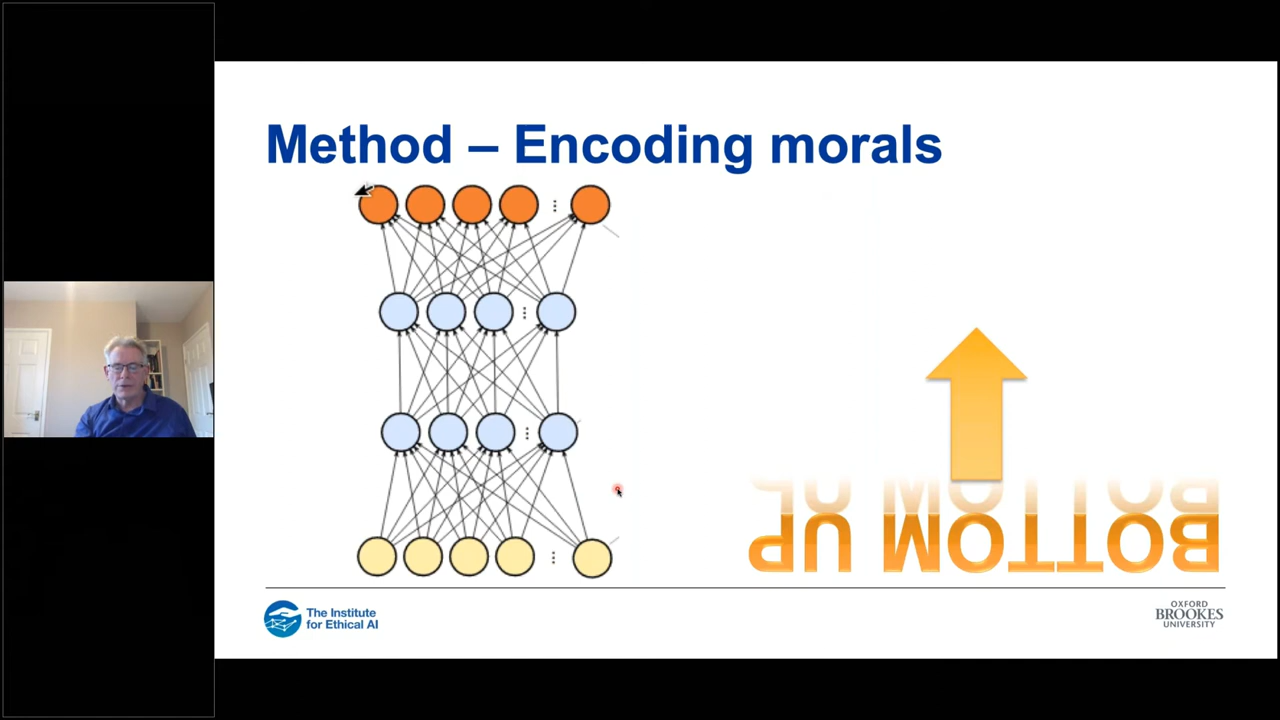 Method – Encoding morals
BOTTOM UP
The Institute
for Ethical AI
OXFORD
BROOKES
UNIVERSITY